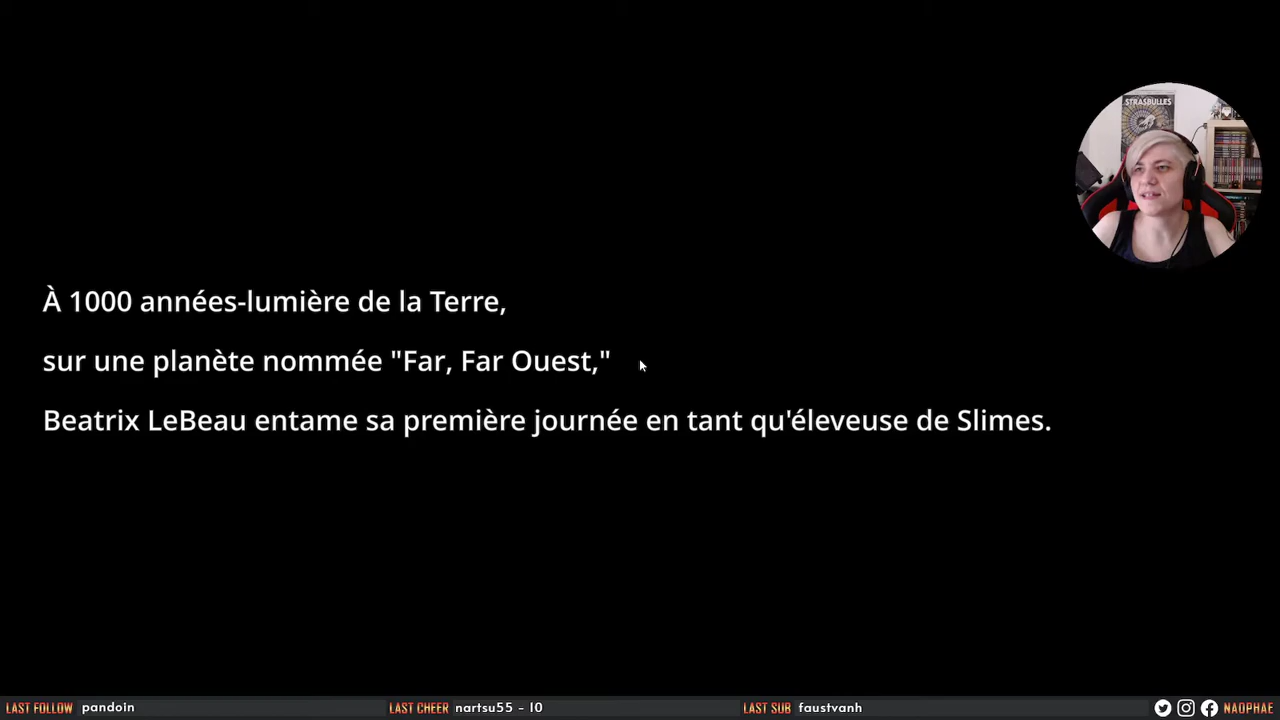 STRASBULLES
À 1000 années-lumière de la Terre,
sur une planète nommée "Far, Far Ouest,"
Beatrix LeBeau entame sa première journée en tant qu'éleveuse de Slimes.
LAST FOLLOW pandoin LAST CHEER nartsu55 - 10 LAST SUB faustvanh NAOPHAE